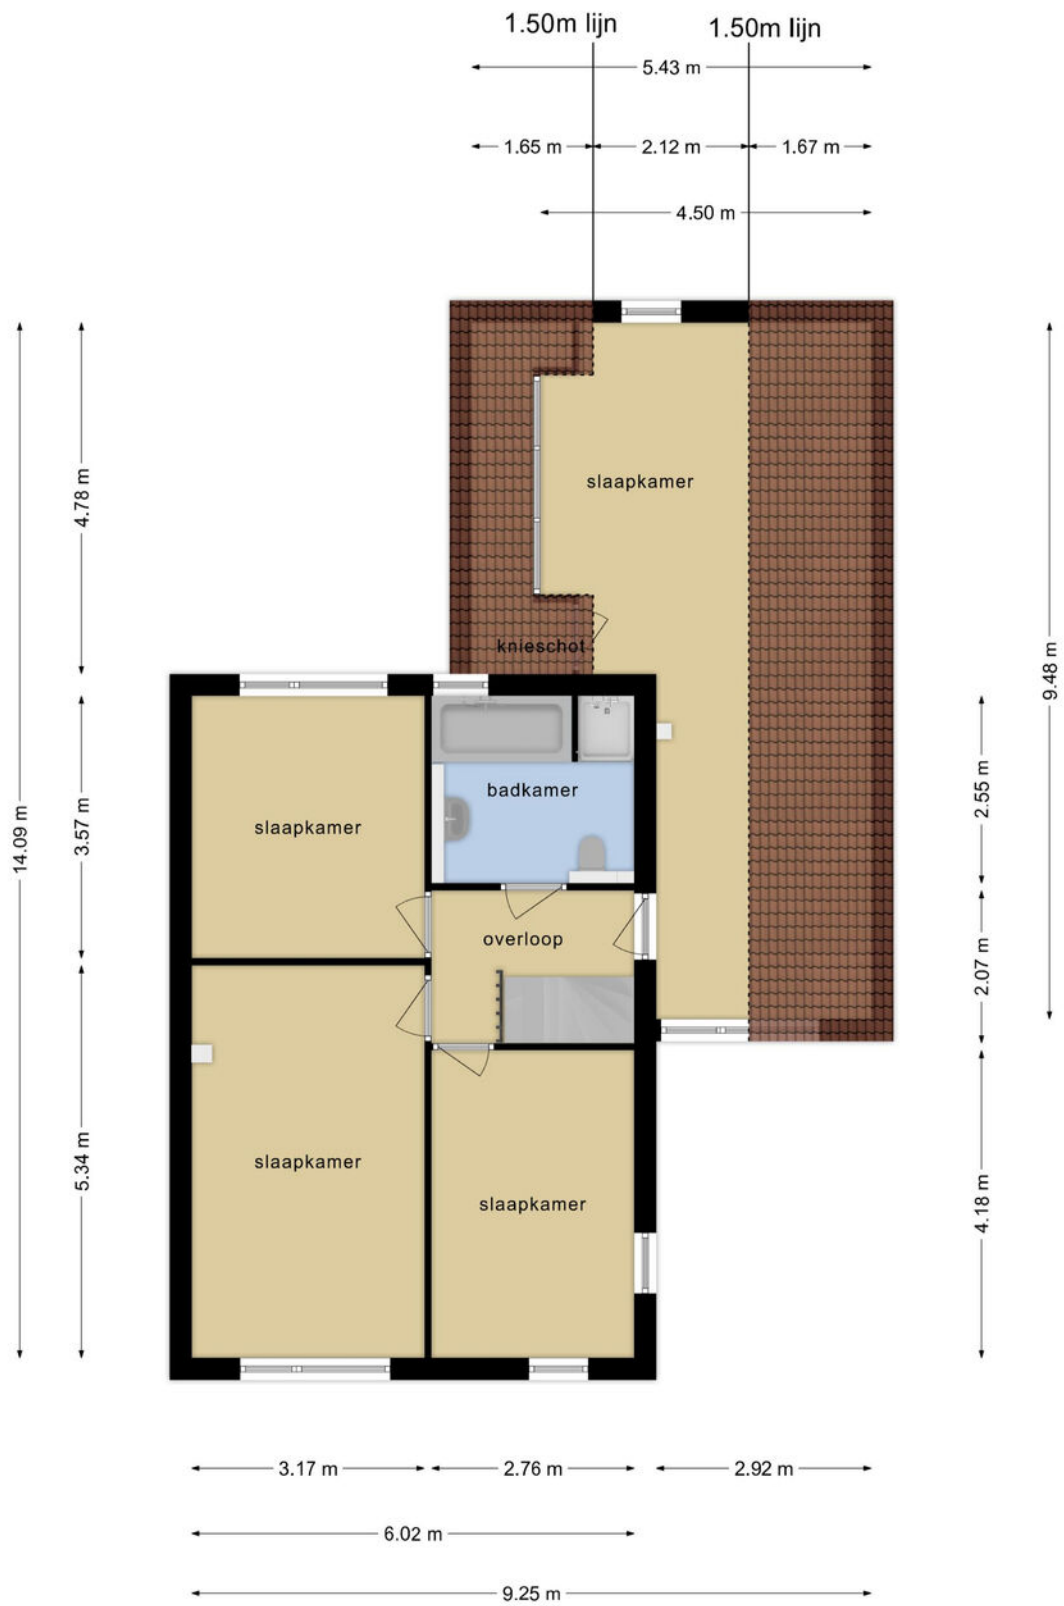 1.50m lijn
1.50m lijn
5.43 m
1.65 m
2.12 m
1.67 m
4.50 m
slaapkamer
4.78 m
knieschot
9.48 m
14.09 m
3.57 m
slaapkamer
badkamer
2.55 m
overloop
2.07 m
5.34 m
slaapkamer
slaapkamer
4.18 m
3.17 m
2.76 m
2.92 m
6.02 m
9.25 m